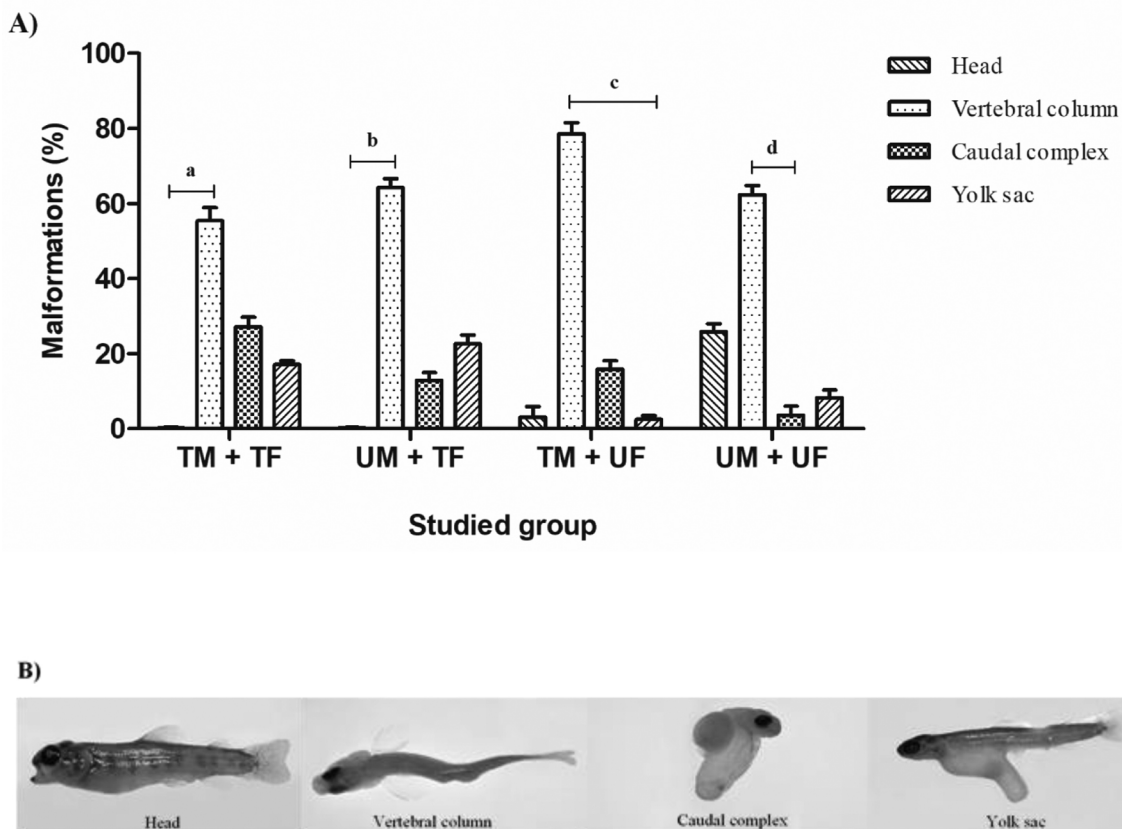 A)
100
80
60
40
20
0
Malformations (%)
a
b
c
d
TM + TF
UM + TF
TM + UF
UM + UF
Studied group
Head
Vertebral column
Caudal complex
Yolk sac
B)
Head
Vertebral column
Caudal complex
Yolk sac